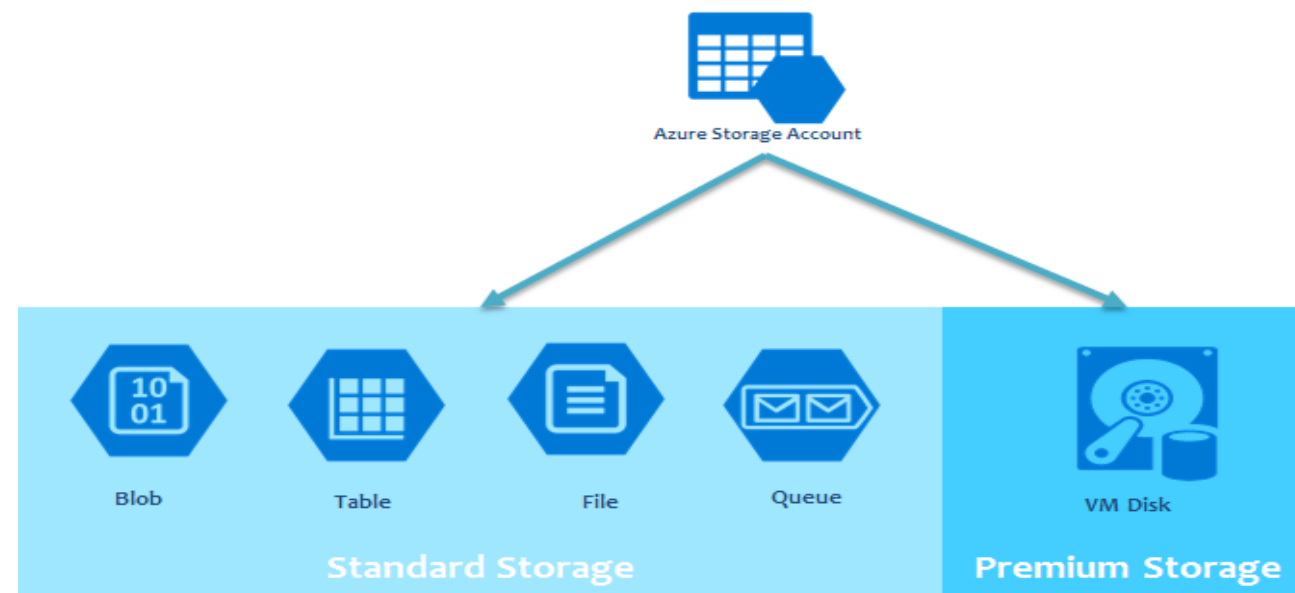 Azure Storage Account
10
01
Blob
Table
File
Queue
VM Disk
Standard Storage
Premium Storage